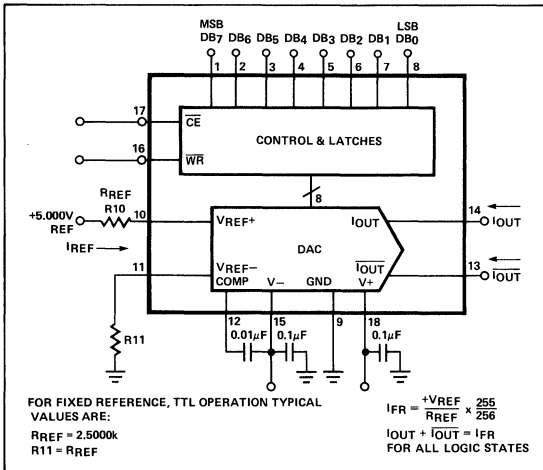 MSB LSB
DB7 DB6 DB5 DB4 DB3 DB2 DB1 DB0
1 2 3 4 5 6 7 8
17 CE
CONTROL & LATCHES
16 WR
8
RREF
R10
+5.000V
REF
10
VREF+
IOUT
14
IOUT
IREF
DAC
11
VREF−
IOUT
13
IOUT
COMP V− GND V+
R11
12 15 9 18
0.01μF 0.1μF 0.1μF
FOR FIXED REFERENCE, TTL OPERATION TYPICAL
VALUES ARE:
RREF = 2.5000k
R11 = RREF
IFR = +VREF/RREF × 255/256
IOUT + IOUT = IFR
FOR ALL LOGIC STATES